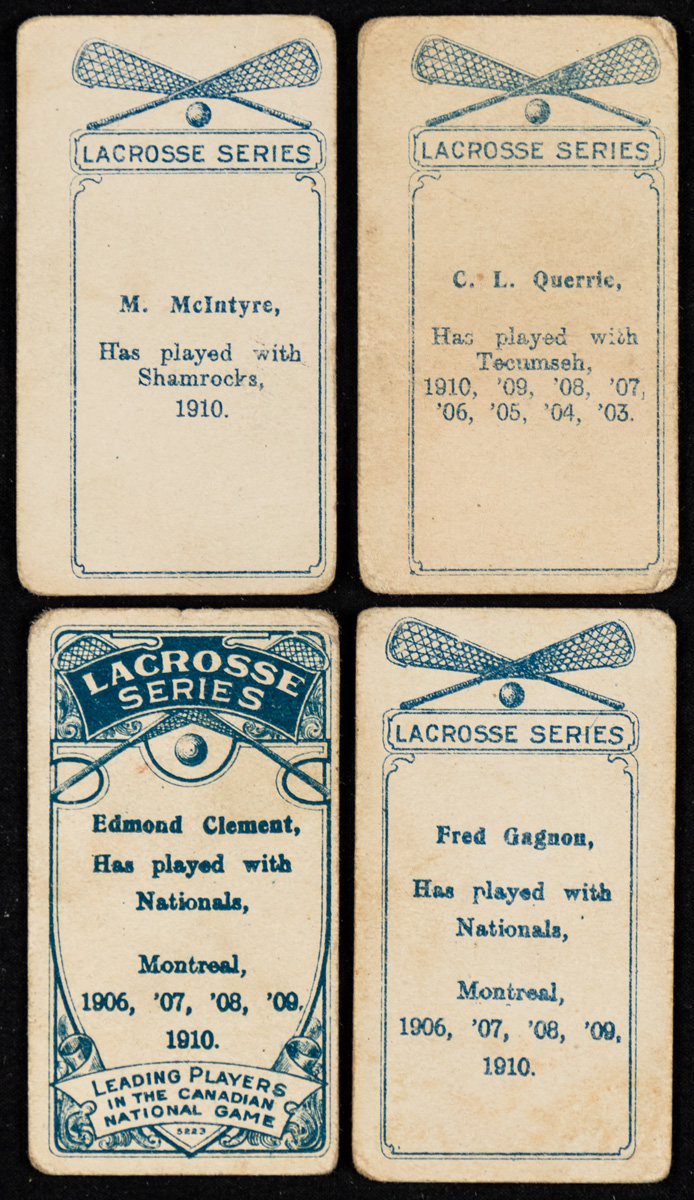 LACROSSE SERIES
M. McIntyre,
Has played with
Shamrocks,
1910.
LACROSSE SERIES
C. L. Querrie,
Has played with
Tecumseh,
1910, '09, '08, '07,
'06, '05, '04, '03.
LACROSSE
SERIES
Edmond Clement,
Has played with
Nationals,
Montreal,
1906, '07, '08, '09.
1910.
LEADING PLAYERS
IN THE CANADIAN
NATIONAL GAME
5223
LACROSSE SERIES
Fred Gagnon,
Has played with
Nationals,
Montreal,
1906, '07, '08, '09,
1910.